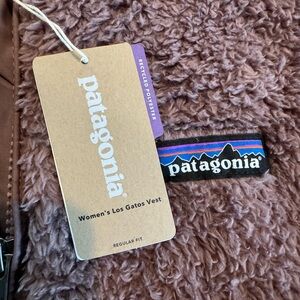 RECYCLED POLYESTER
patagonia
Women's Los Gatos Vest
REGULAR FIT
patagonia®